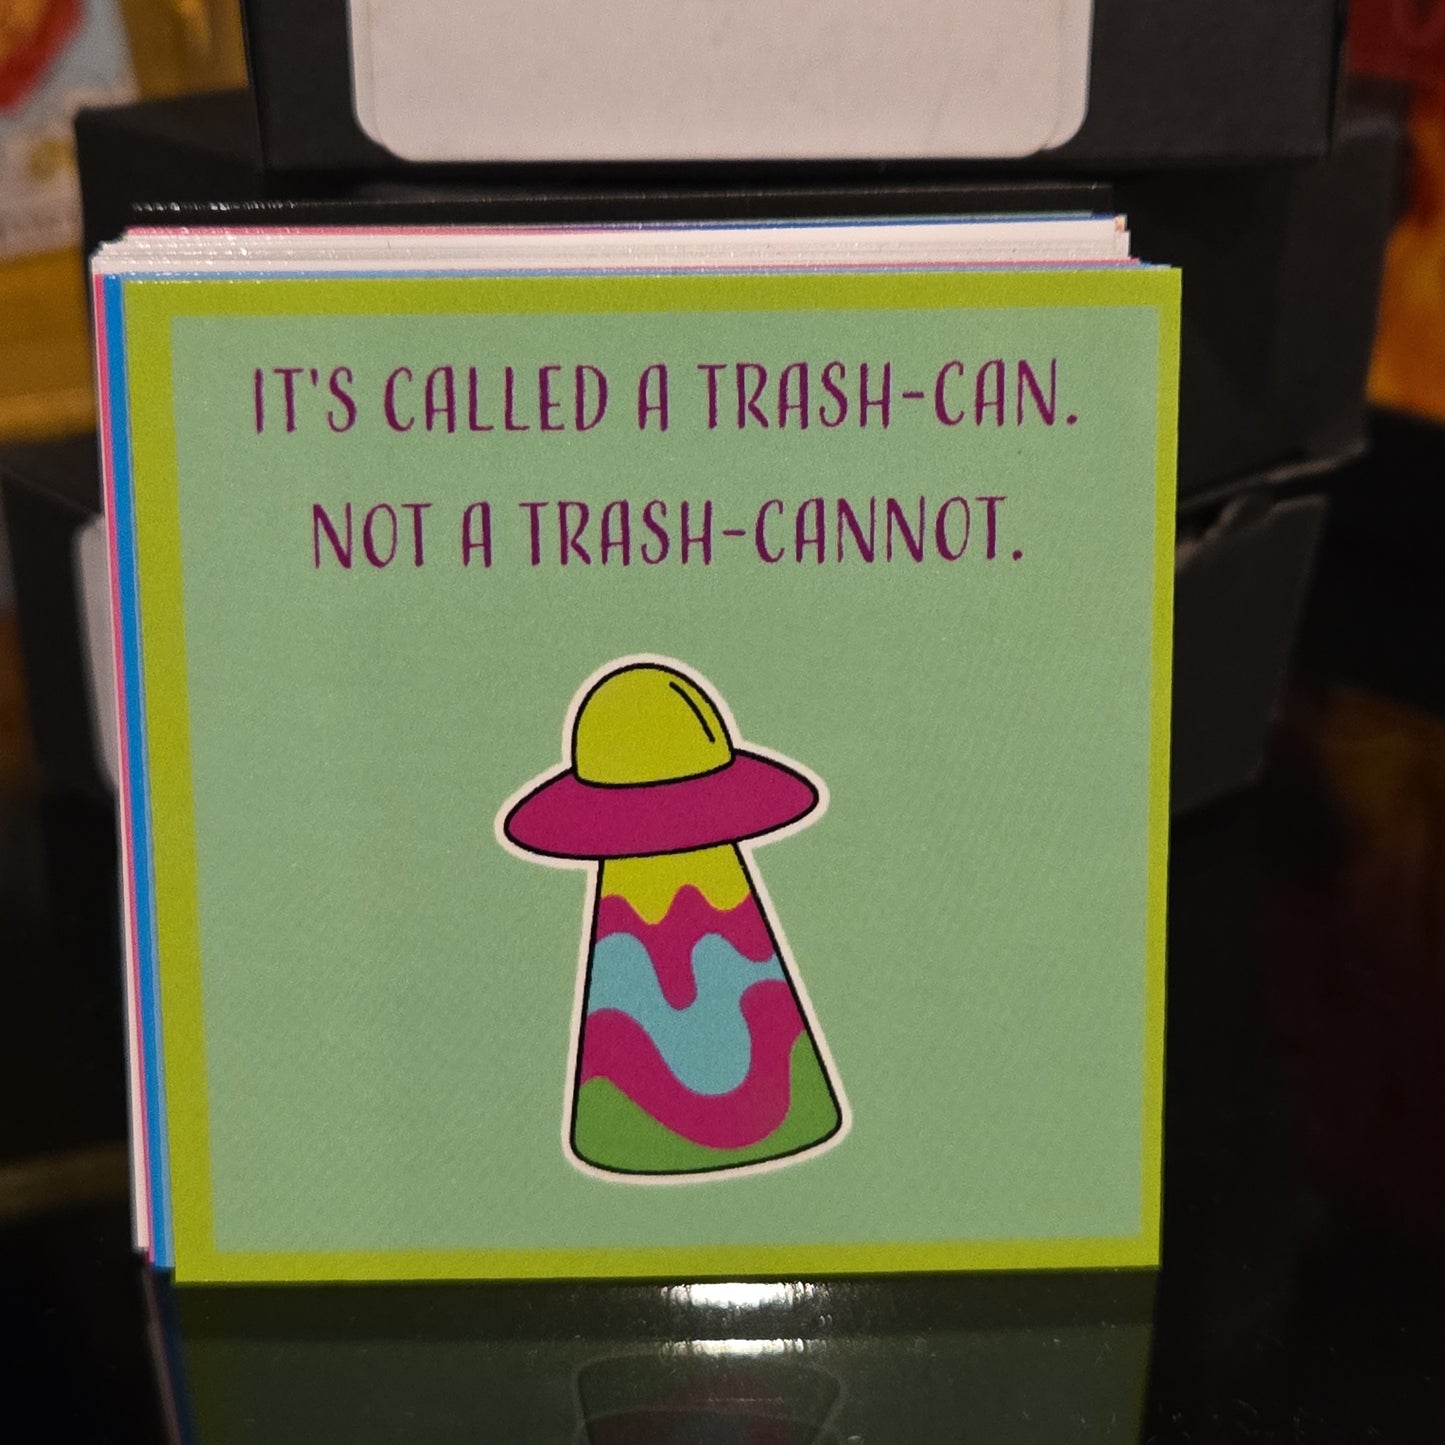 IT'S CALLED A TRASH-CAN.
NOT A TRASH-CANNOT.